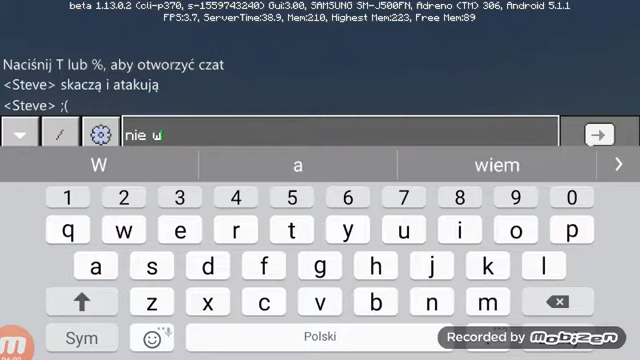 beta 1.13.0.2 (cli-p370, s-1559743240) Gui:3.00, SAMSUNG SM-J500FN, Adreno (TM) 306, Android 5.1.1
FPS:3.7, ServerTime:38.9, Mem:210, Highest Mem:223, Free Mem:89
Naciśnij T lub %, aby otworzyć czat
<Steve> skaczą i atakują
<Steve> ;(
/ nie w
W a wiem >
1 2 3 4 5 6 7 8 9 0
q w e r t y u i o p
a s d f g h j k l
z x c v b n m
Sym Polski Recorded by Mobizen